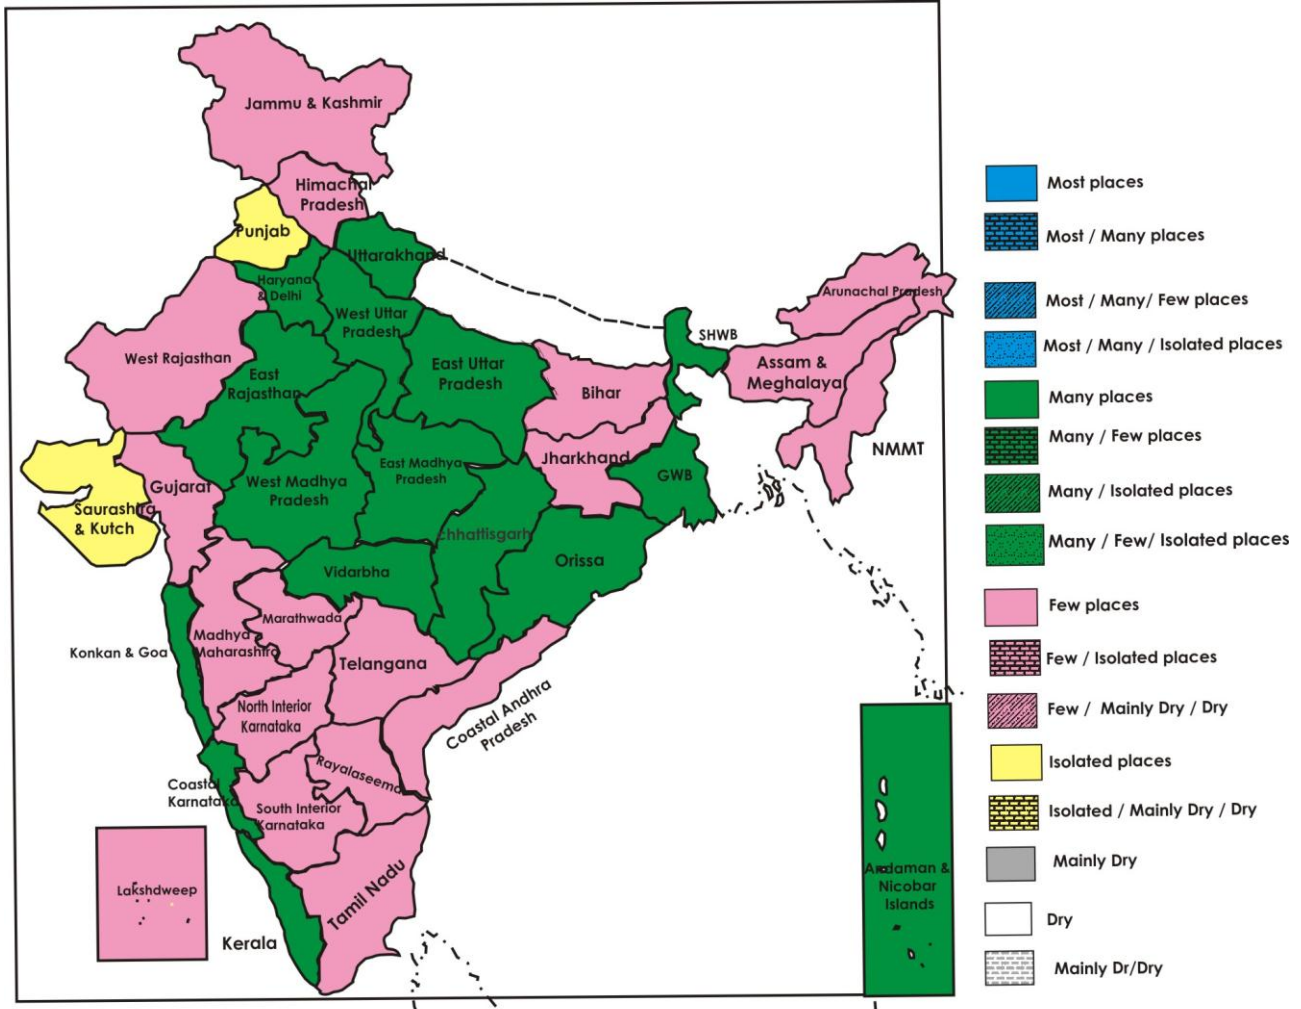 Jammu & Kashmir
Himachal
Pradesh
Punjab
Uttarakhand
Haryana
& Delhi
West Uttar
Pradesh
West Rajasthan
East
Rajasthan
East Uttar
Pradesh
SHWB
Arunachal Pradesh
Assam &
Meghalaya
Bihar
NMMT
Jharkhand
GWB
Gujarat
Saurashtra
& Kutch
West Madhya
Pradesh
East Madhya
Pradesh
chhattisgarh
Orissa
Vidarbha
Marathwada
Madhya
Maharashtra
Konkan & Goa
Telangana
North Interior
Karnataka
Coastal Andhra
Pradesh
Rayalaseema
Coastal
Karnataka
South Interior
Karnataka
Lakshdweep
Kerala
Tamil Nadu
Andaman &
Nicobar
Islands
Most places
Most / Many places
Most / Many/ Few places
Most / Many / Isolated places
Many places
Many / Few places
Many / Isolated places
Many / Few/ Isolated places
Few places
Few / Isolated places
Few / Mainly Dry / Dry
Isolated places
Isolated / Mainly Dry / Dry
Mainly Dry
Dry
Mainly Dr/Dry